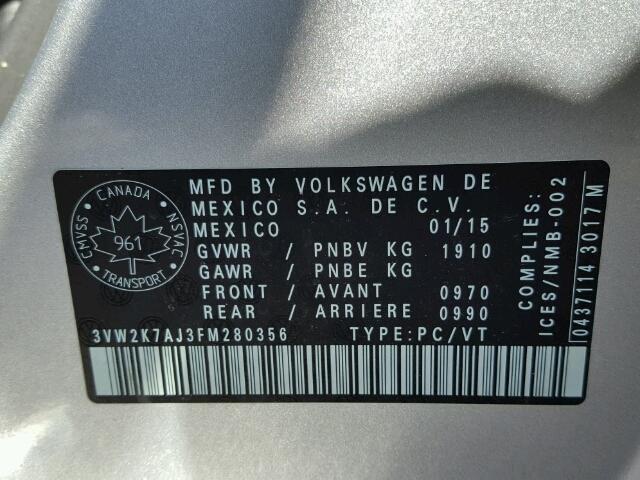 CANADA
CMVSS
NSVAC
961
TRANSPORT
MFD BY VOLKSWAGEN DE
MEXICO S.A. DE C.V.
MEXICO 01/15
GVWR / PNBV KG 1910
GAWR / PNBE KG
FRONT / AVANT 0970
REAR / ARRIERE 0990
3VW2K7AJ3FM280356 TYPE:PC/VT
COMPLIES:
ICES/NMB-002
0437114 3017M